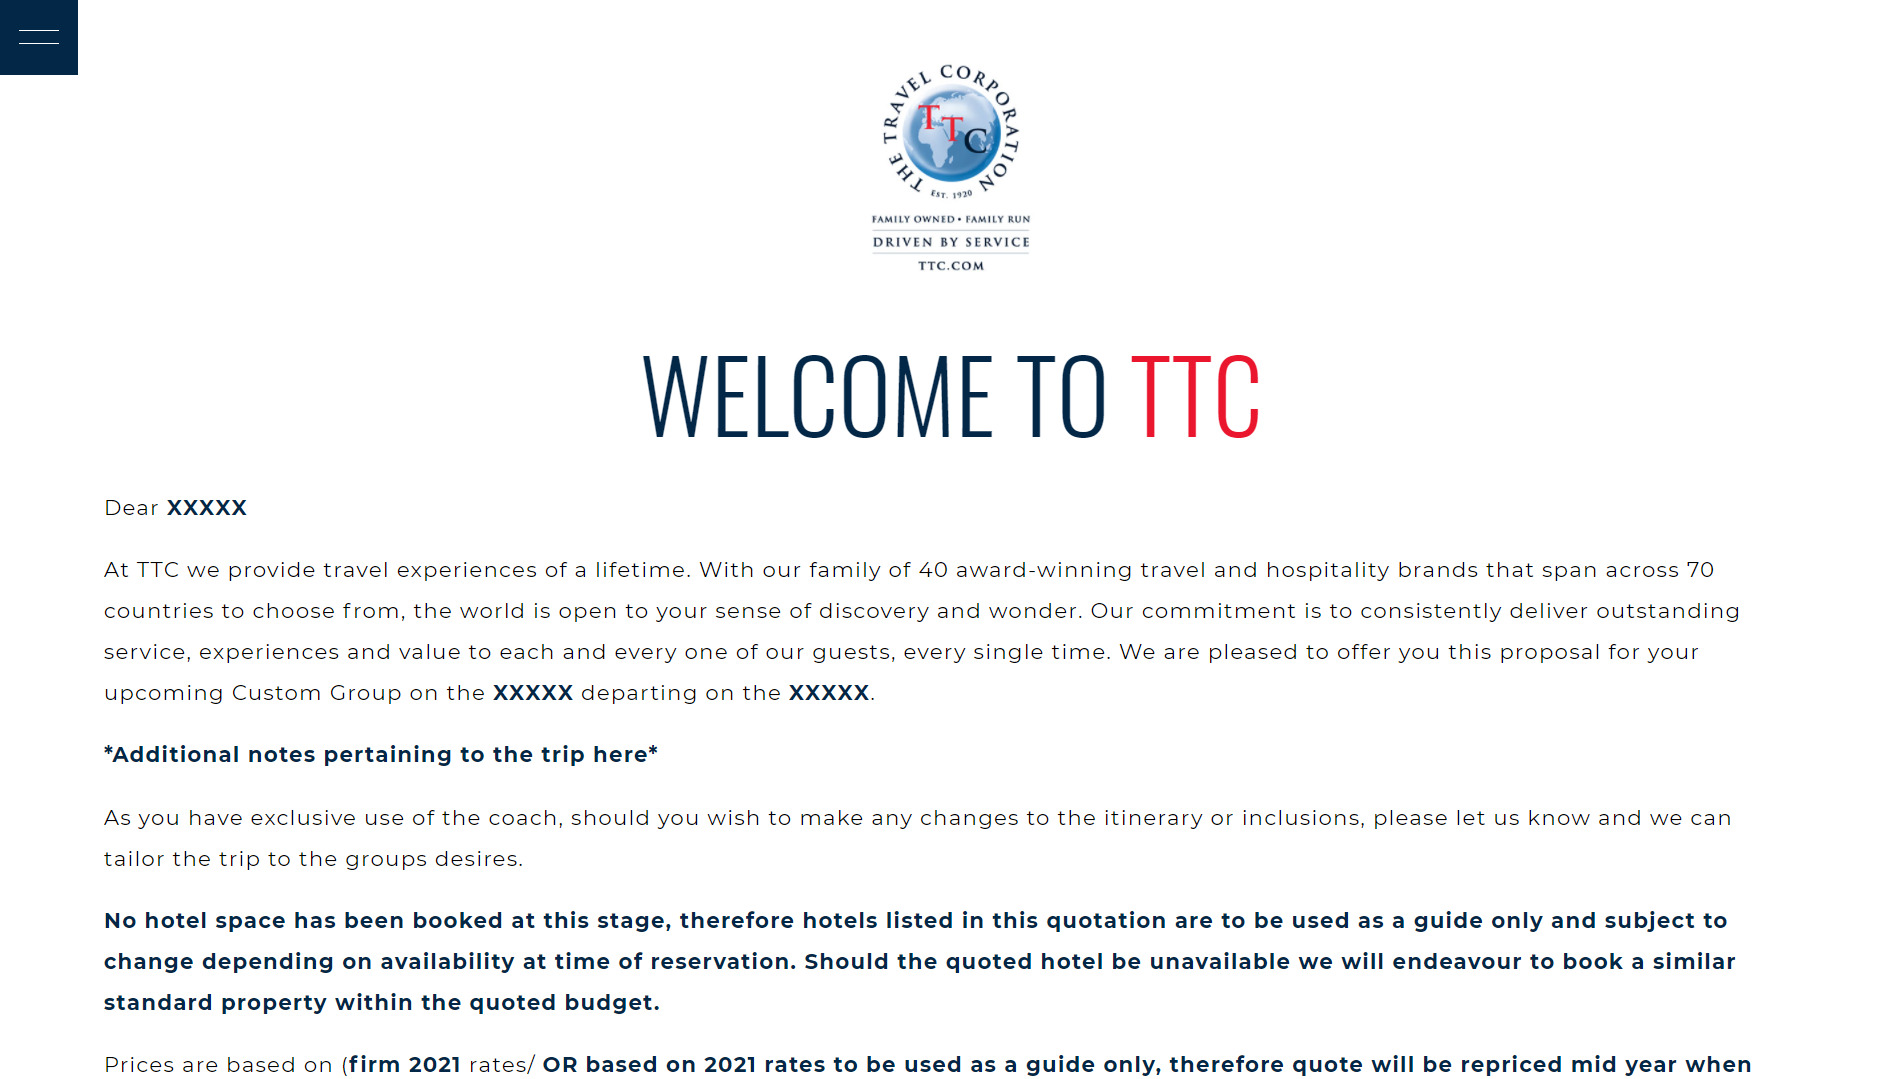 THE TRAVEL CORPORATION
TTC
EST. 1920
FAMILY OWNED • FAMILY RUN
DRIVEN BY SERVICE
TTC.COM
WELCOME TO TTC
Dear XXXXX
At TTC we provide travel experiences of a lifetime. With our family of 40 award-winning travel and hospitality brands that span across 70
countries to choose from, the world is open to your sense of discovery and wonder. Our commitment is to consistently deliver outstanding
service, experiences and value to each and every one of our guests, every single time. We are pleased to offer you this proposal for your
upcoming Custom Group on the XXXXX departing on the XXXXX.
*Additional notes pertaining to the trip here*
As you have exclusive use of the coach, should you wish to make any changes to the itinerary or inclusions, please let us know and we can
tailor the trip to the groups desires.
No hotel space has been booked at this stage, therefore hotels listed in this quotation are to be used as a guide only and subject to
change depending on availability at time of reservation. Should the quoted hotel be unavailable we will endeavour to book a similar
standard property within the quoted budget.
Prices are based on (firm 2021 rates/ OR based on 2021 rates to be used as a guide only, therefore quote will be repriced mid year when